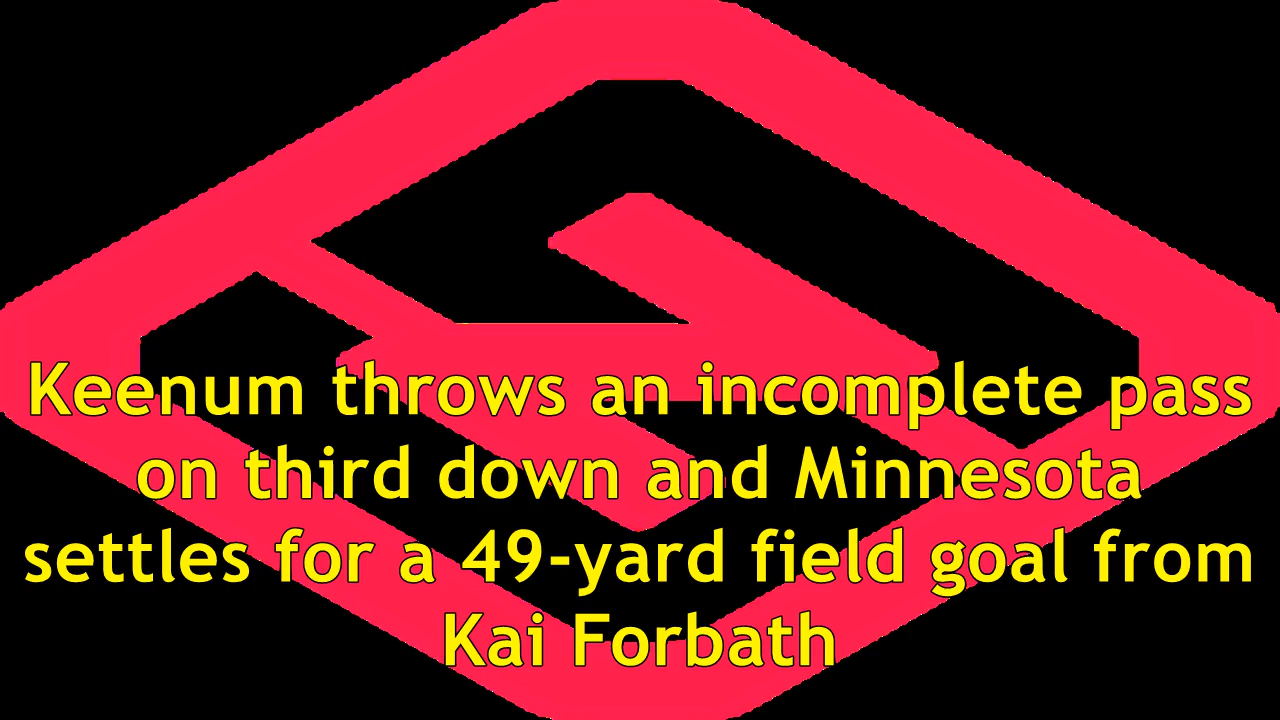 Keenum throws an incomplete pass
on third down and Minnesota
settles for a 49-yard field goal from
Kai Forbath